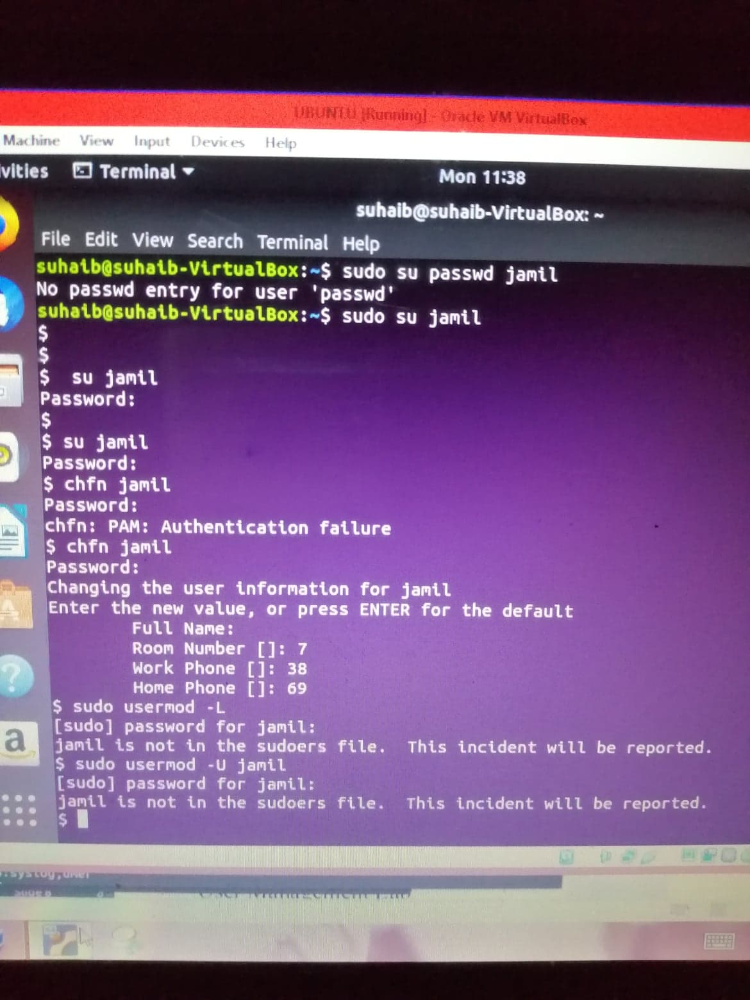 UBUNTU [Running] - Oracle VM VirtualBox
Machine View Input Devices Help
vities Terminal Mon 11:38
suhaib@suhaib-VirtualBox: ~
File Edit View Search Terminal Help
suhaib@suhaib-VirtualBox:~$ sudo su passwd jamil
No passwd entry for user 'passwd'
suhaib@suhaib-VirtualBox:~$ sudo su jamil
$
$
$ su jamil
Password:
$
$ su jamil
Password:
$ chfn jamil
Password:
chfn: PAM: Authentication failure
$ chfn jamil
Password:
Changing the user information for jamil
Enter the new value, or press ENTER for the default
Full Name:
Room Number []: 7
Work Phone []: 38
Home Phone []: 69
$ sudo usermod -L
[sudo] password for jamil:
jamil is not in the sudoers file. This incident will be reported.
$ sudo usermod -U jamil
[sudo] password for jamil:
jamil is not in the sudoers file. This incident will be reported.
$
a